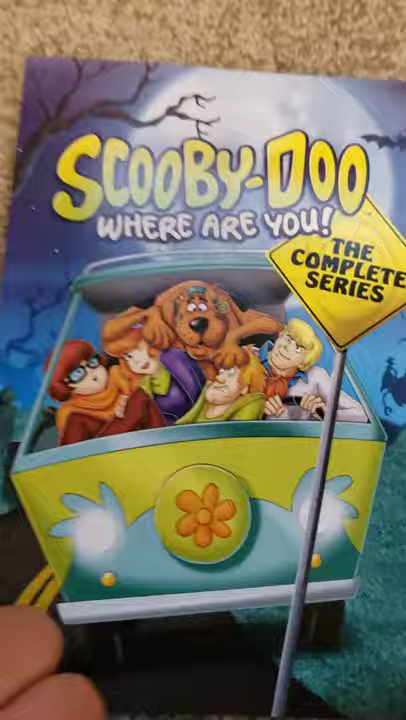 SCOOBY-DOO
WHERE ARE YOU!
THE
COMPLETE
SERIES